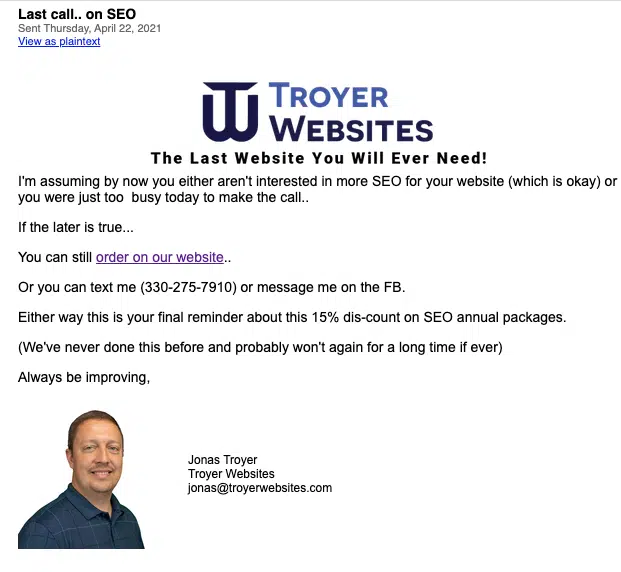 Last call.. on SEO
Sent Thursday, April 22, 2021
View as plaintext
TROYER
WEBSITES
The Last Website You Will Ever Need!
I'm assuming by now you either aren't interested in more SEO for your website (which is okay) or
you were just too  busy today to make the call..
If the later is true...
You can still order on our website..
Or you can text me (330-275-7910) or message me on the FB.
Either way this is your final reminder about this 15% dis-count on SEO annual packages.
(We've never done this before and probably won't again for a long time if ever)
Always be improving,
Jonas Troyer
Troyer Websites
jonas@troyerwebsites.com